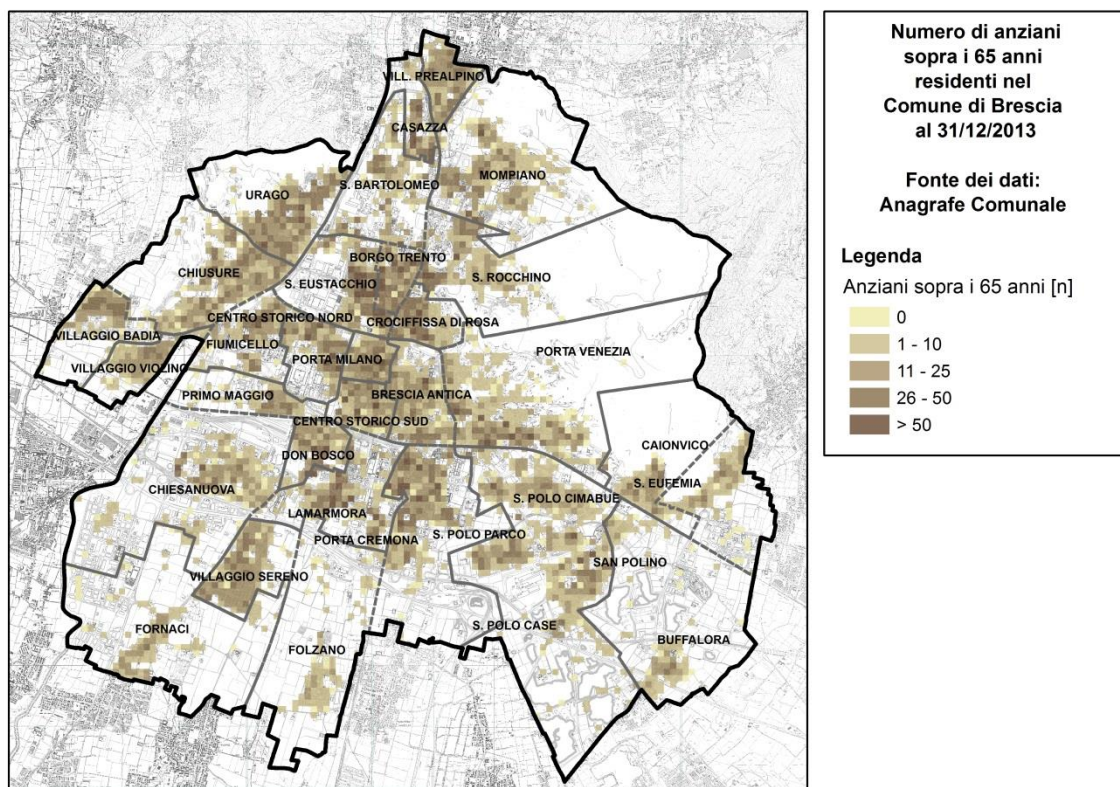 VILL. PREALPINO
CASAZZA
MOMPIANO
S. BARTOLOMEO
URAGO
BORGO TRENTO
S. ROCCHINO
CHIUSURE
S. EUSTACCHIO
CENTRO STORICO NORD
CROCIFFISSA DI ROSA
VILLAGGIO BADIA
FIUMICELLO
PORTA MILANO
PORTA VENEZIA
VILLAGGIO VIOLINO
PRIMO MAGGIO
BRESCIA ANTICA
CENTRO STORICO SUD
CAIONVICO
DON BOSCO
S. EUFEMIA
CHIESANUOVA
S. POLO CIMABUE
LAMARMORA
PORTA CREMONA
S. POLO PARCO
SAN POLINO
VILLAGGIO SERENO
FORNACI
S. POLO CASE
FOLZANO
BUFFALORA
Numero di anziani
sopra i 65 anni
residenti nel
Comune di Brescia
al 31/12/2013
Fonte dei dati:
Anagrafe Comunale
Legenda
Anziani sopra i 65 anni [n]
0
1 - 10
11 - 25
26 - 50
> 50